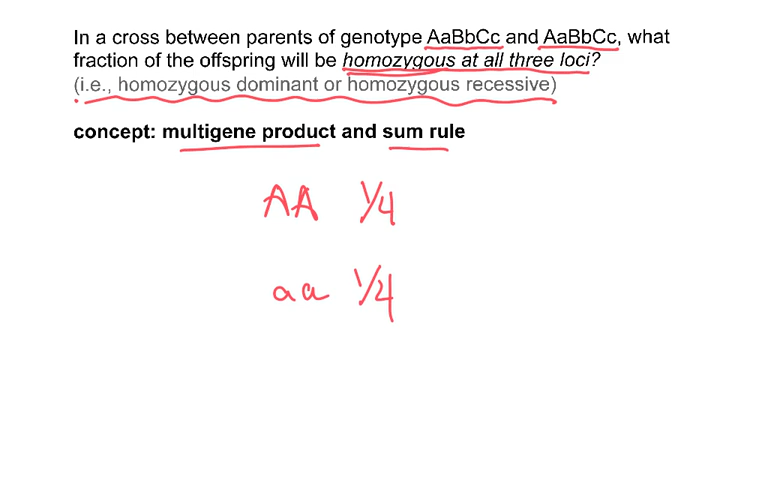 In a cross between parents of genotype AaBbCc and AaBbCc, what
fraction of the offspring will be homozygous at all three loci?
(i.e., homozygous dominant or homozygous recessive)
concept: multigene product and sum rule
AA 1/4
aa 1/4